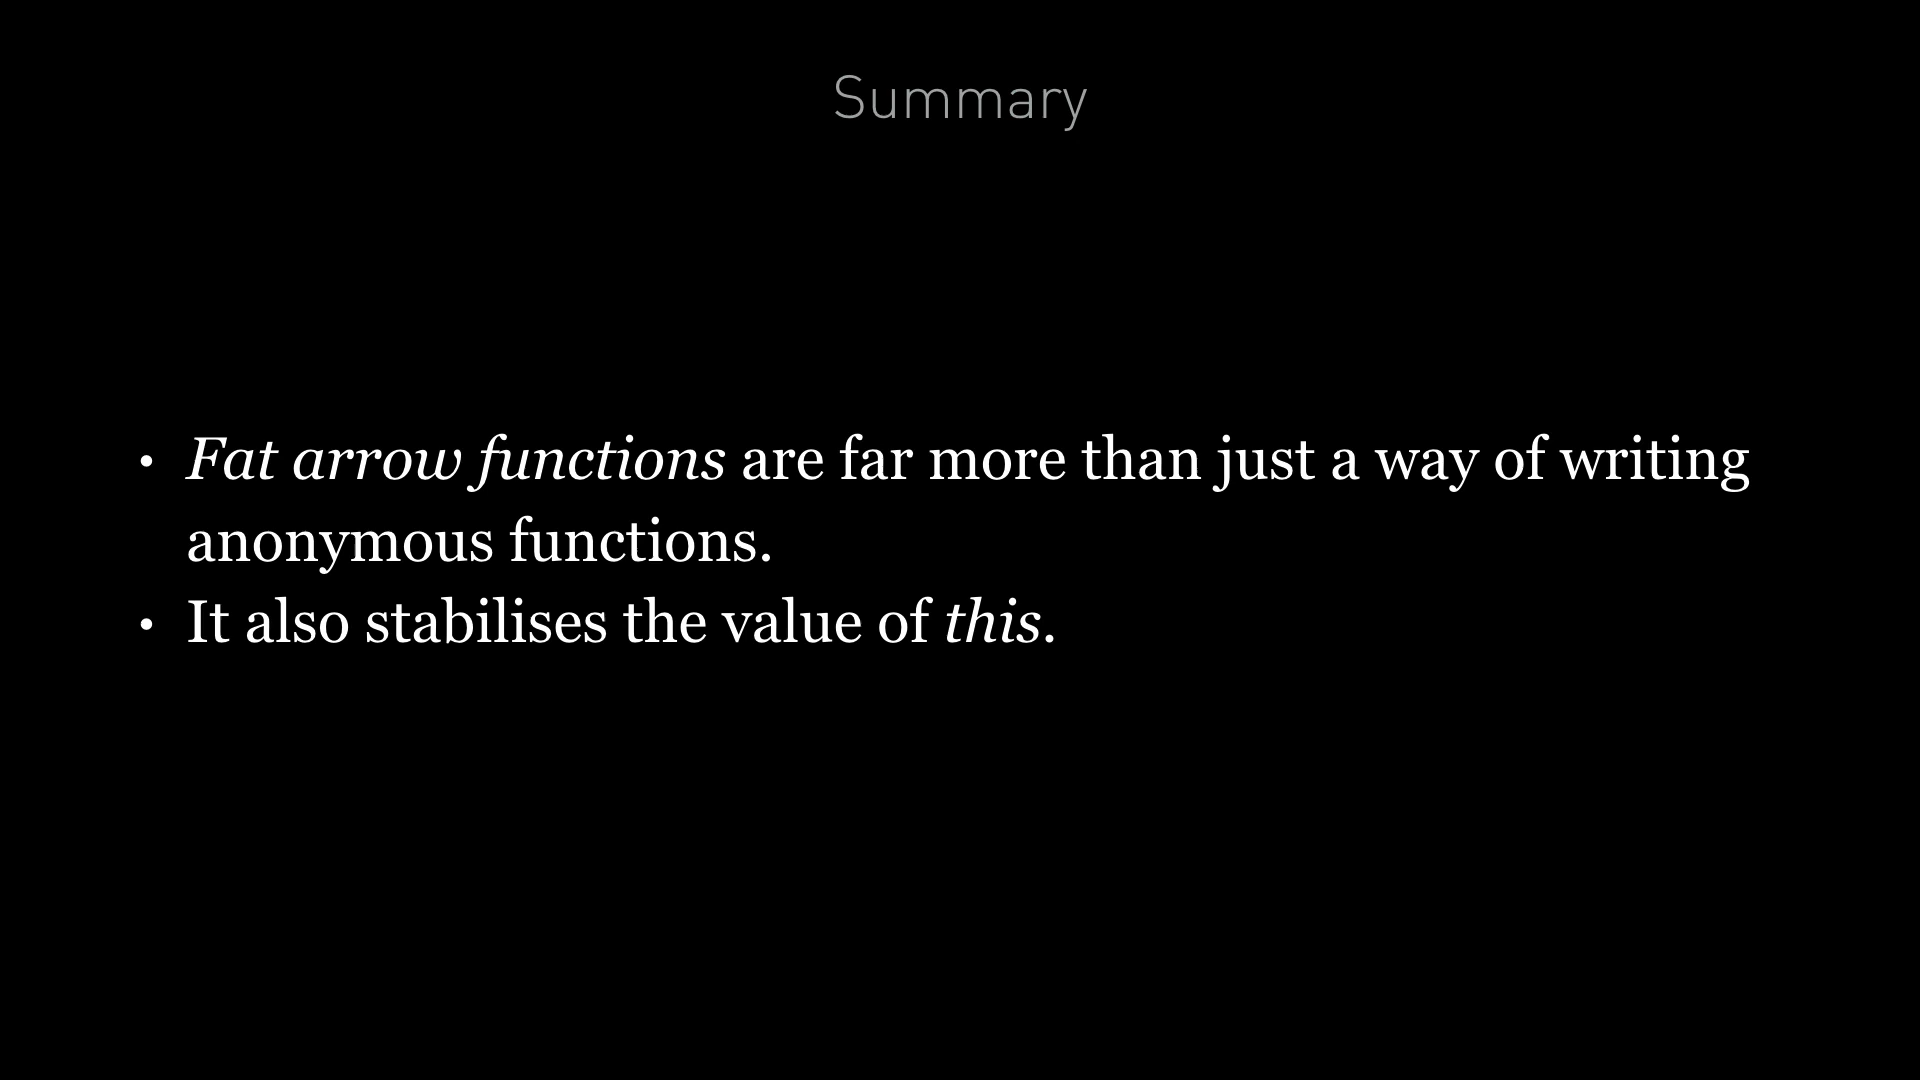 Summary
• Fat arrow functions are far more than just a way of writing
anonymous functions.
• It also stabilises the value of this.